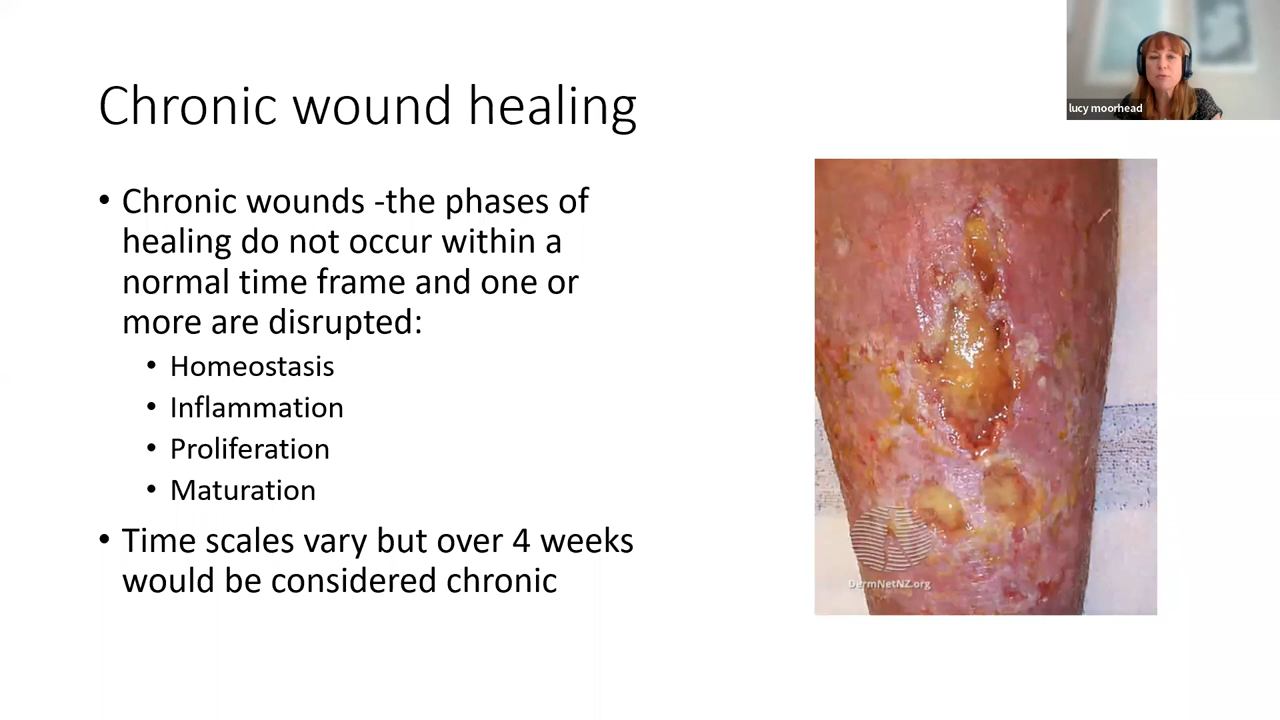 Chronic wound healing
lucy moorhead
• Chronic wounds -the phases of
healing do not occur within a
normal time frame and one or
more are disrupted:
• Homeostasis
• Inflammation
• Proliferation
• Maturation
• Time scales vary but over 4 weeks
would be considered chronic
DermNetNZ.org